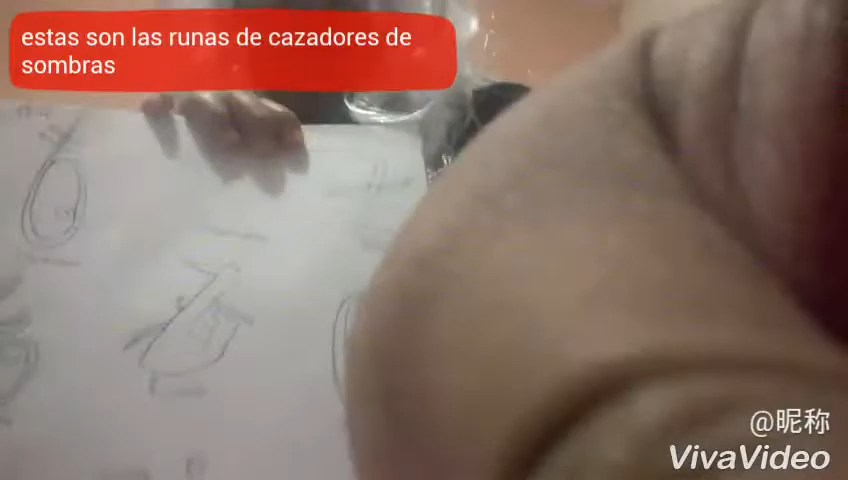 estas son las runas de cazadores de
sombras
@昵称
VivaVideo